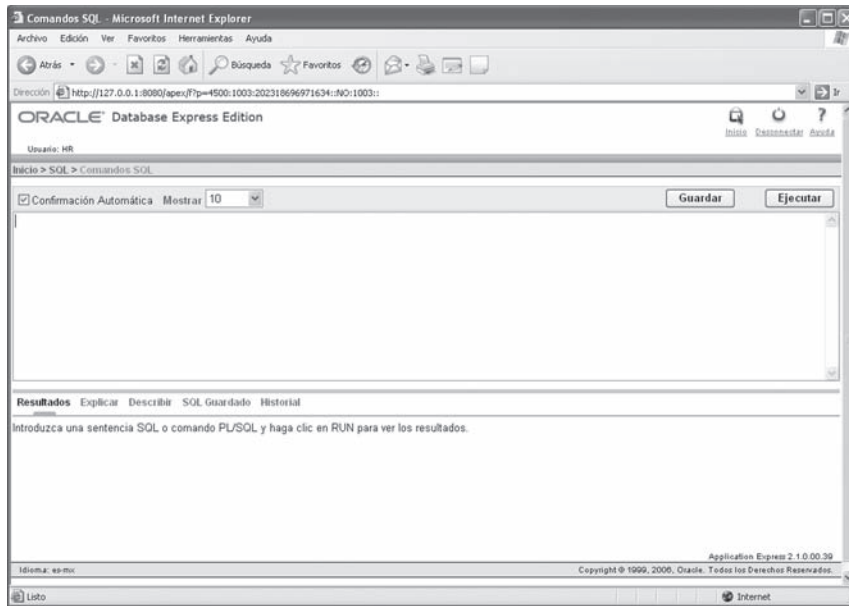 Comandos SQL - Microsoft Internet Explorer
Archivo Edición Ver Favoritos Herramientas Ayuda
Atrás Búsqueda Favoritos
Dirección http://127.0.0.1:8080/apex/f?p=4500:1003:202318696971634::NO:1003:: Ir
ORACLE Database Express Edition
Inicio Desconectar Ayuda
Usuario: HR
Inicio > SQL > Comandos SQL
Confirmación Automática Mostrar 10 Guardar Ejecutar
Resultados Explicar Describir SQL Guardado Historial
Introduzca una sentencia SQL o comando PL/SQL y haga clic en RUN para ver los resultados.
Application Express 2.1.0.00.39
Idioma: es-mx Copyright © 1999, 2006, Oracle. Todos los Derechos Reservados.
Listo Internet